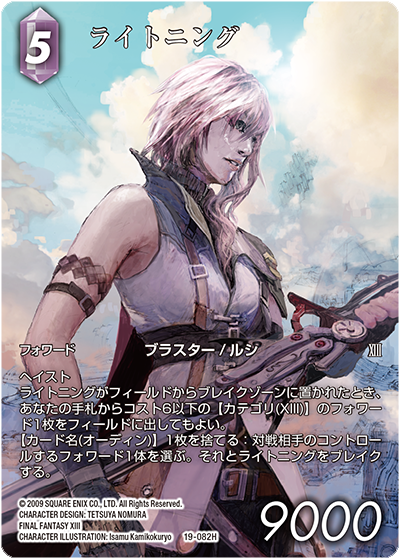 5
ライトニング
フォワード ブラスター / ルシ XIII
ヘイスト
ライトニングがフィールドからブレイクゾーンに置かれたとき、
あなたの手札からコスト6以下の【カテゴリ(XIII)】のフォワー
ド1枚をフィールドに出してもよい。
【カード名(オーディン)】1枚を捨てる：対戦相手のコントロー
ルするフォワード1体を選ぶ。それとライトニングをブレイク
する。
© 2009 SQUARE ENIX CO., LTD. All Rights Reserved.
CHARACTER DESIGN: TETSUYA NOMURA
FINAL FANTASY XIII
CHARACTER ILLUSTRATION: Isamu Kamikokuryo
19-082H
9000